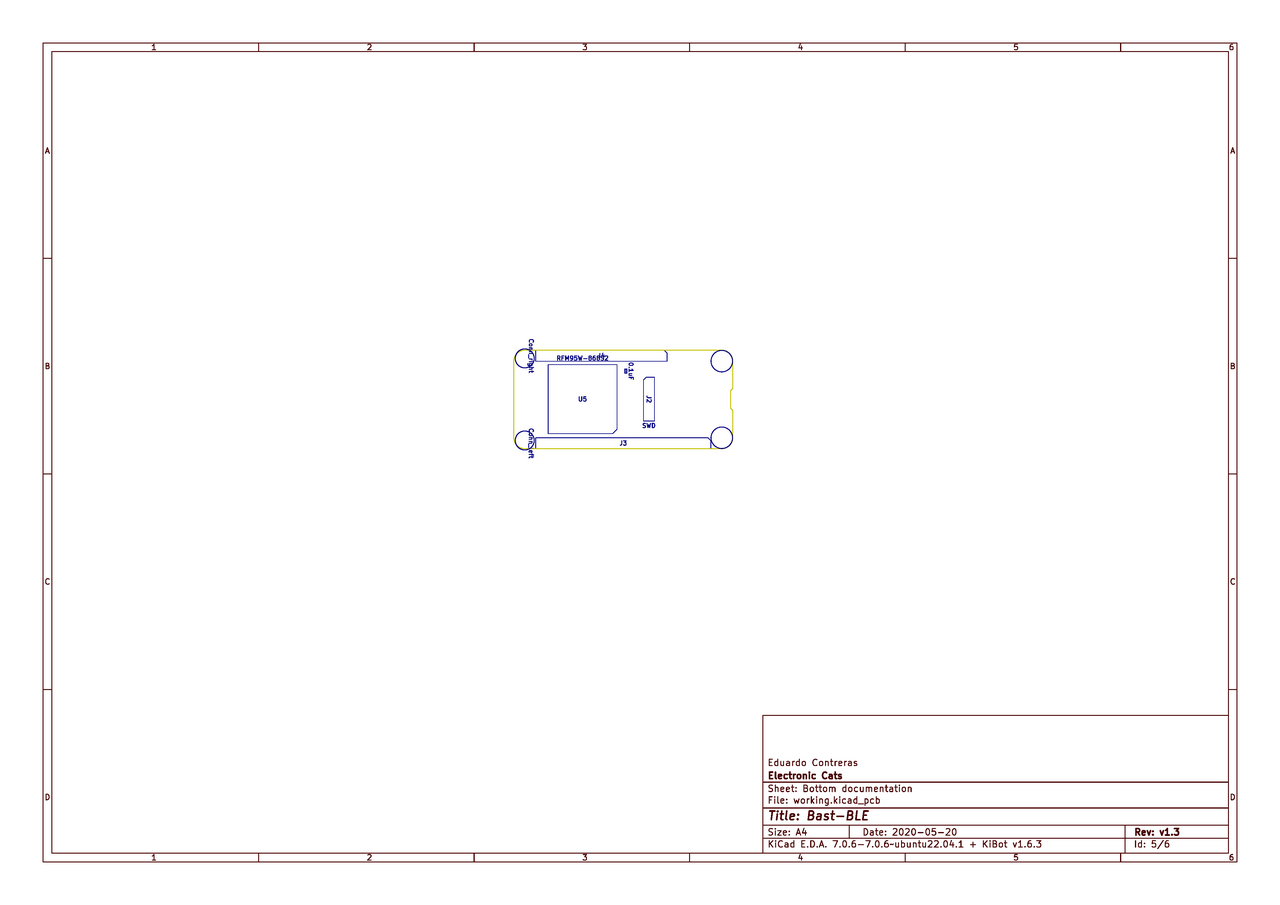 1 2 3 4 5 6
A A
Conn_right
J1
RFM95W-868S2
0.1uF
B B
U5
J2
SWD
Conn_left
J3
C C
Eduardo Contreras
Electronic Cats
Sheet: Bottom documentation
D D
File: working.kicad_pcb
Title: Bast-BLE
Size: A4 Date: 2020-05-20 Rev: v1.3
KiCad E.D.A. 7.0.6-7.0.6~ubuntu22.04.1 + KiBot v1.6.3 Id: 5/6
1 2 3 4 5 6